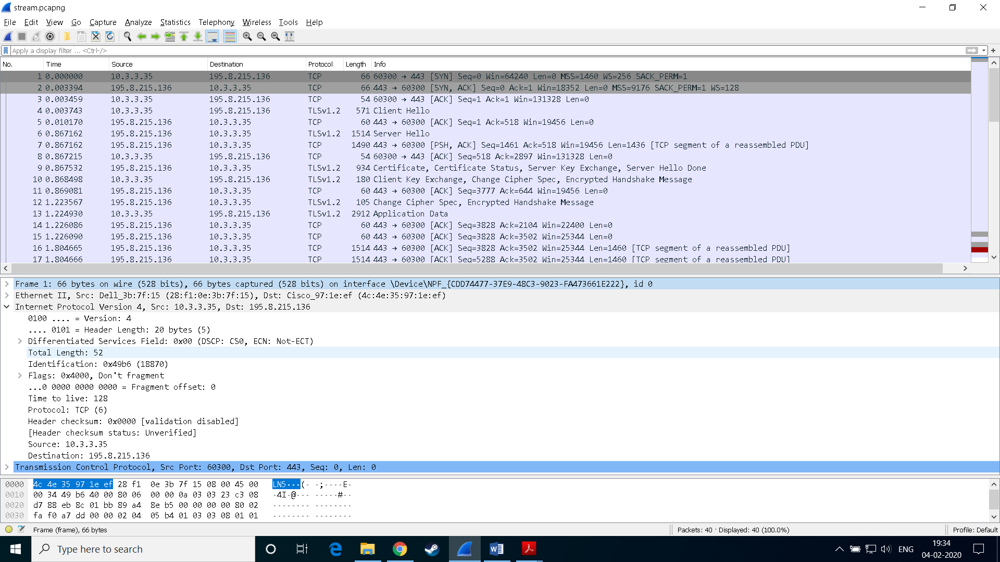 stream.pcapng
File Edit View Go Capture Analyze Statistics Telephony Wireless Tools Help
Apply a display filter ... <Ctrl-/>
No. Time Source Destination Protocol Length Info
1 0.000000 10.3.3.35 195.8.215.136 TCP 66 60300 → 443 [SYN] Seq=0 Win=64240 Len=0 MSS=1460 WS=256 SACK_PERM=1
2 0.003394 195.8.215.136 10.3.3.35 TCP 66 443 → 60300 [SYN, ACK] Seq=0 Ack=1 Win=18352 Len=0 MSS=9176 SACK_PERM=1 WS=128
3 0.003459 10.3.3.35 195.8.215.136 TCP 54 60300 → 443 [ACK] Seq=1 Ack=1 Win=131328 Len=0
4 0.003743 10.3.3.35 195.8.215.136 TLSv1.2 571 Client Hello
5 0.010170 195.8.215.136 10.3.3.35 TCP 60 443 → 60300 [ACK] Seq=1 Ack=518 Win=19456 Len=0
6 0.867162 195.8.215.136 10.3.3.35 TLSv1.2 1514 Server Hello
7 0.867162 195.8.215.136 10.3.3.35 TCP 1490 443 → 60300 [PSH, ACK] Seq=1461 Ack=518 Win=19456 Len=1436 [TCP segment of a reassembled PDU]
8 0.867215 10.3.3.35 195.8.215.136 TCP 54 60300 → 443 [ACK] Seq=518 Ack=2897 Win=131328 Len=0
9 0.867532 195.8.215.136 10.3.3.35 TLSv1.2 934 Certificate, Certificate Status, Server Key Exchange, Server Hello Done
10 0.868498 10.3.3.35 195.8.215.136 TLSv1.2 180 Client Key Exchange, Change Cipher Spec, Encrypted Handshake Message
11 0.869081 195.8.215.136 10.3.3.35 TCP 60 443 → 60300 [ACK] Seq=3777 Ack=644 Win=19456 Len=0
12 1.223567 195.8.215.136 10.3.3.35 TLSv1.2 105 Change Cipher Spec, Encrypted Handshake Message
13 1.224930 10.3.3.35 195.8.215.136 TLSv1.2 2912 Application Data
14 1.226086 195.8.215.136 10.3.3.35 TCP 60 443 → 60300 [ACK] Seq=3828 Ack=2104 Win=22400 Len=0
15 1.226090 195.8.215.136 10.3.3.35 TCP 60 443 → 60300 [ACK] Seq=3828 Ack=3502 Win=25344 Len=0
16 1.804665 195.8.215.136 10.3.3.35 TCP 1514 443 → 60300 [ACK] Seq=3828 Ack=3502 Win=25344 Len=1460 [TCP segment of a reassembled PDU]
17 1.804666 195.8.215.136 10.3.3.35 TCP 1514 443 → 60300 [ACK] Seq=5288 Ack=3502 Win=25344 Len=1460 [TCP segment of a reassembled PDU]
Frame 1: 66 bytes on wire (528 bits), 66 bytes captured (528 bits) on interface \Device\NPF_{CDD74477-37E9-48C3-9023-FA473661E222}, id 0
Ethernet II, Src: Dell_3b:7f:15 (28:f1:0e:3b:7f:15), Dst: Cisco_97:1e:ef (4c:4e:35:97:1e:ef)
Internet Protocol Version 4, Src: 10.3.3.35, Dst: 195.8.215.136
0100 .... = Version: 4
.... 0101 = Header Length: 20 bytes (5)
Differentiated Services Field: 0x00 (DSCP: CS0, ECN: Not-ECT)
Total Length: 52
Identification: 0x49b6 (18870)
Flags: 0x4000, Don't fragment
...0 0000 0000 0000 = Fragment offset: 0
Time to live: 128
Protocol: TCP (6)
Header checksum: 0x0000 [validation disabled]
[Header checksum status: Unverified]
Source: 10.3.3.35
Destination: 195.8.215.136
Transmission Control Protocol, Src Port: 60300, Dst Port: 443, Seq: 0, Len: 0
0000 4c 4e 35 97 1e ef 28 f1 0e 3b 7f 15 08 00 45 00 LN5···(· ·;····E·
0010 00 34 49 b6 40 00 80 06 00 00 0a 03 03 23 c3 08 ·4I·@··· ·····#··
0020 d7 88 eb 8c 01 bb 89 a4 8e b5 00 00 00 00 80 02 ········ ········
0030 fa f0 a7 dd 00 00 02 04 05 b4 01 03 03 08 01 01 ········ ········
Frame (frame), 66 bytes
Packets: 40 · Displayed: 40 (100.0%)
Profile: Default
Type here to search
ENG
19:34
04-02-2020